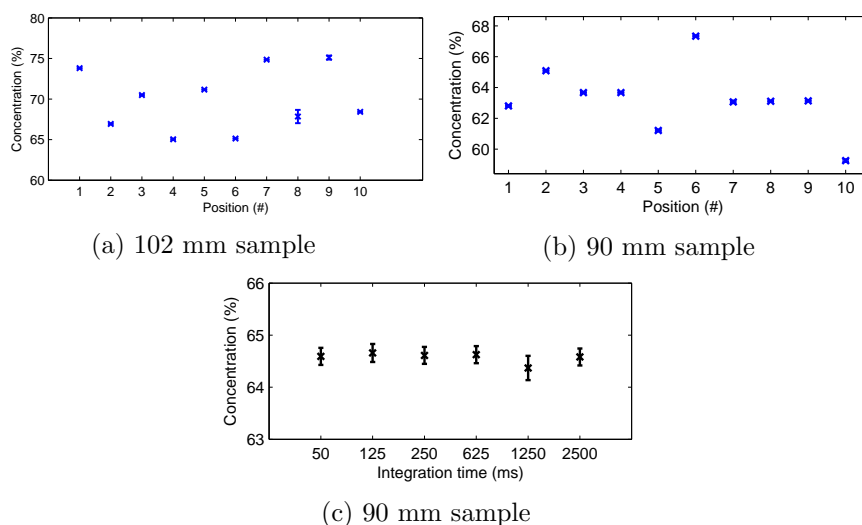 80
75
70
65
60
Concentration (%)
1 2 3 4 5 6 7 8 9 10
Position (#)
(a) 102 mm sample
68
66
64
62
60
Concentration (%)
1 2 3 4 5 6 7 8 9 10
Position (#)
(b) 90 mm sample
66
65
64
63
Concentration (%)
50 125 250 625 1250 2500
Integration time (ms)
(c) 90 mm sample